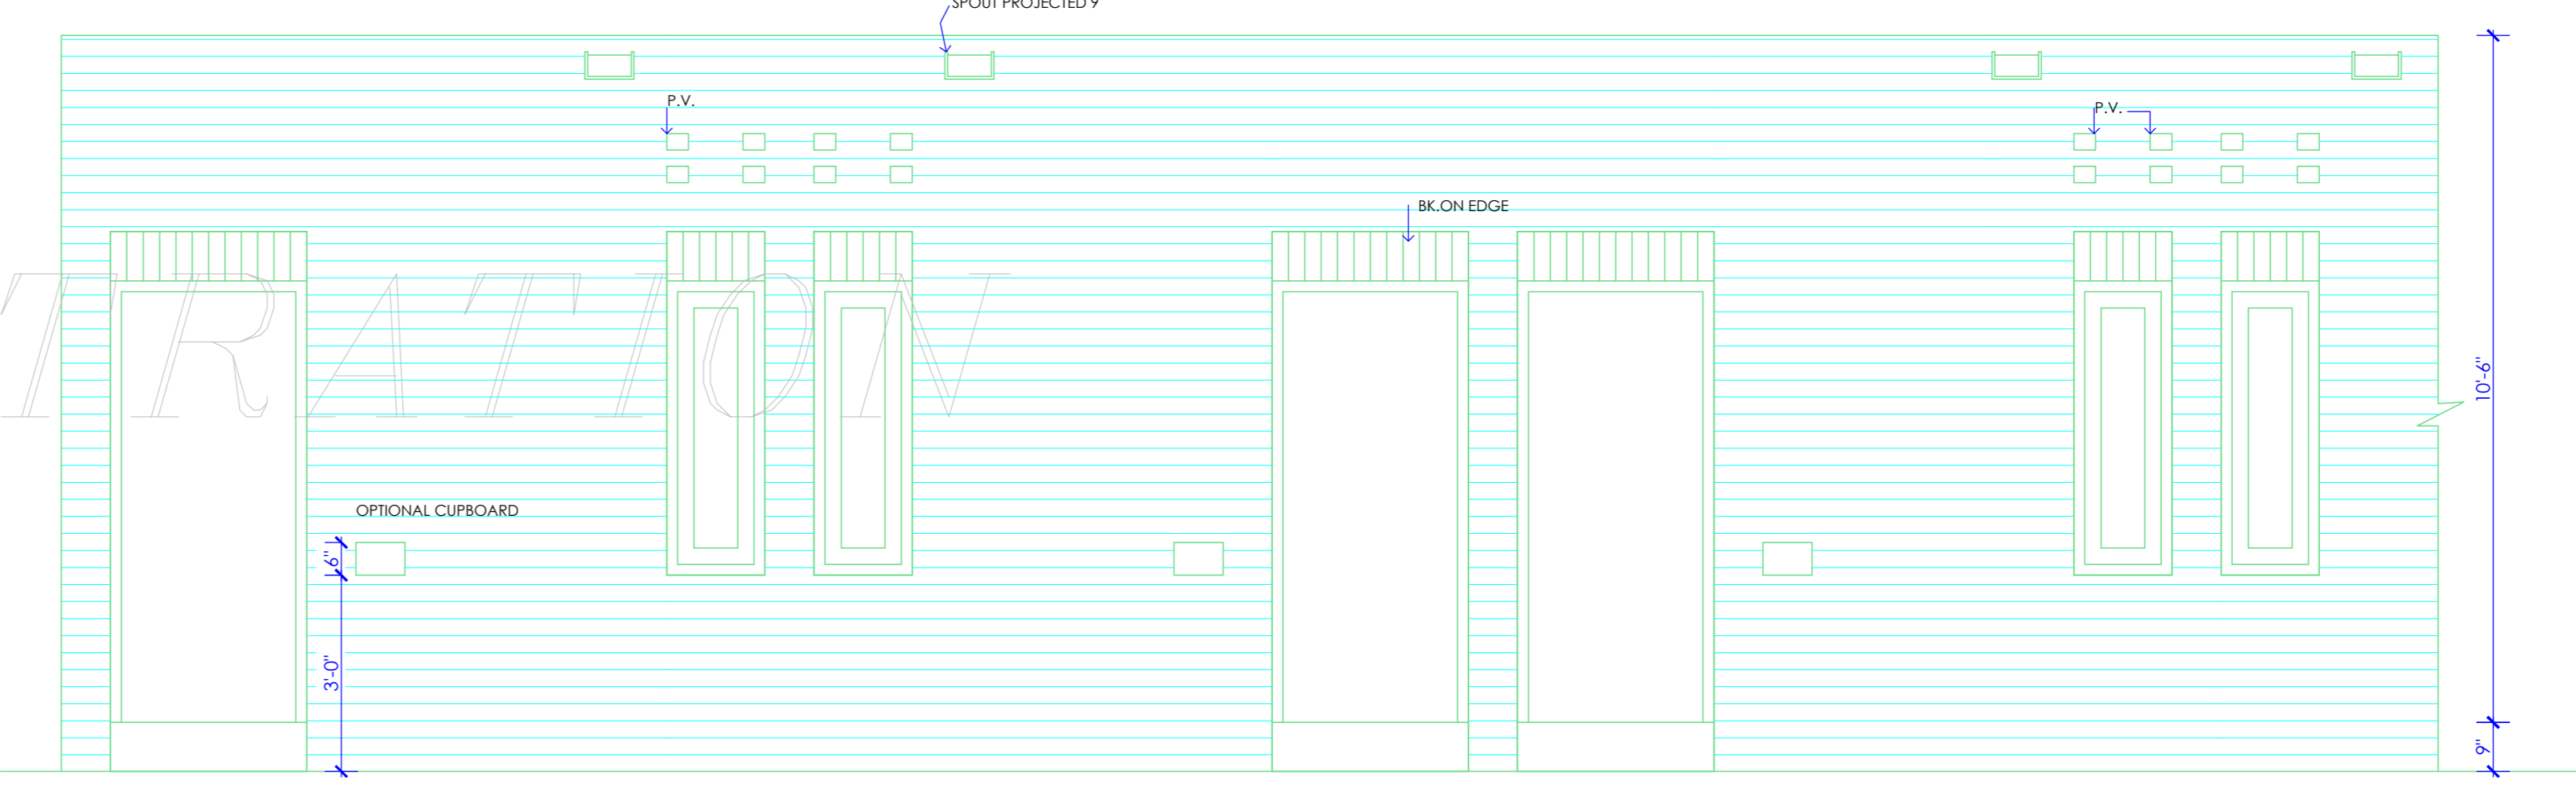 SPOUT PROJECTED 9"
P.V.
P.V.
BK.ON EDGE
TRATION
10'-6"
OPTIONAL CUPBOARD
6"
3'-0"
9"